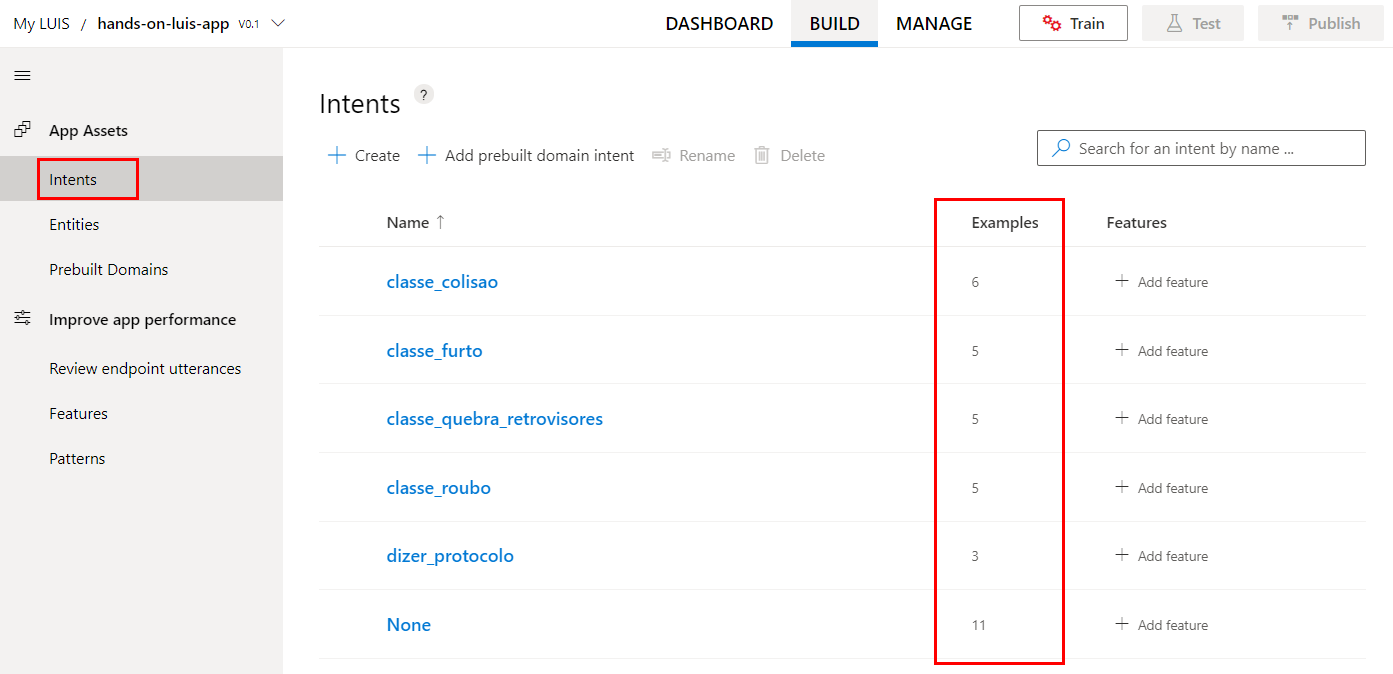 My LUIS / hands-on-luis-app V0.1 DASHBOARD BUILD MANAGE Train Test Publish
Intents ?
App Assets
Create Add prebuilt domain intent Rename Delete Search for an intent by name ...
Intents
Entities
Prebuilt Domains
Improve app performance
Review endpoint utterances
Features
Patterns
Name ↑ Examples Features
classe_colisao 6 + Add feature
classe_furto 5 + Add feature
classe_quebra_retrovisores 5 + Add feature
classe_roubo 5 + Add feature
dizer_protocolo 3 + Add feature
None 11 + Add feature